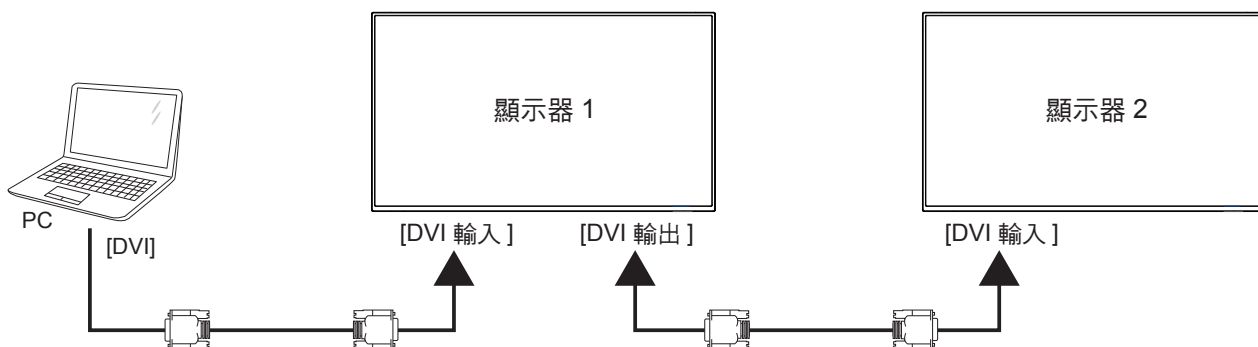 顯示器 1
顯示器 2
PC
[DVI]
[DVI 輸入 ]
[DVI 輸出 ]
[DVI 輸入 ]